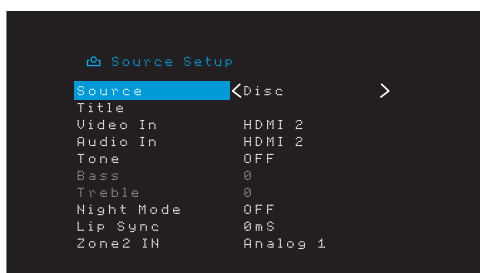 Source Setup
Source <Disc >
Title
Video In HDMI 2
Audio In HDMI 2
Tone OFF
Bass 0
Treble 0
Night Mode OFF
Lip Sync 0mS
Zone2 IN Analog 1